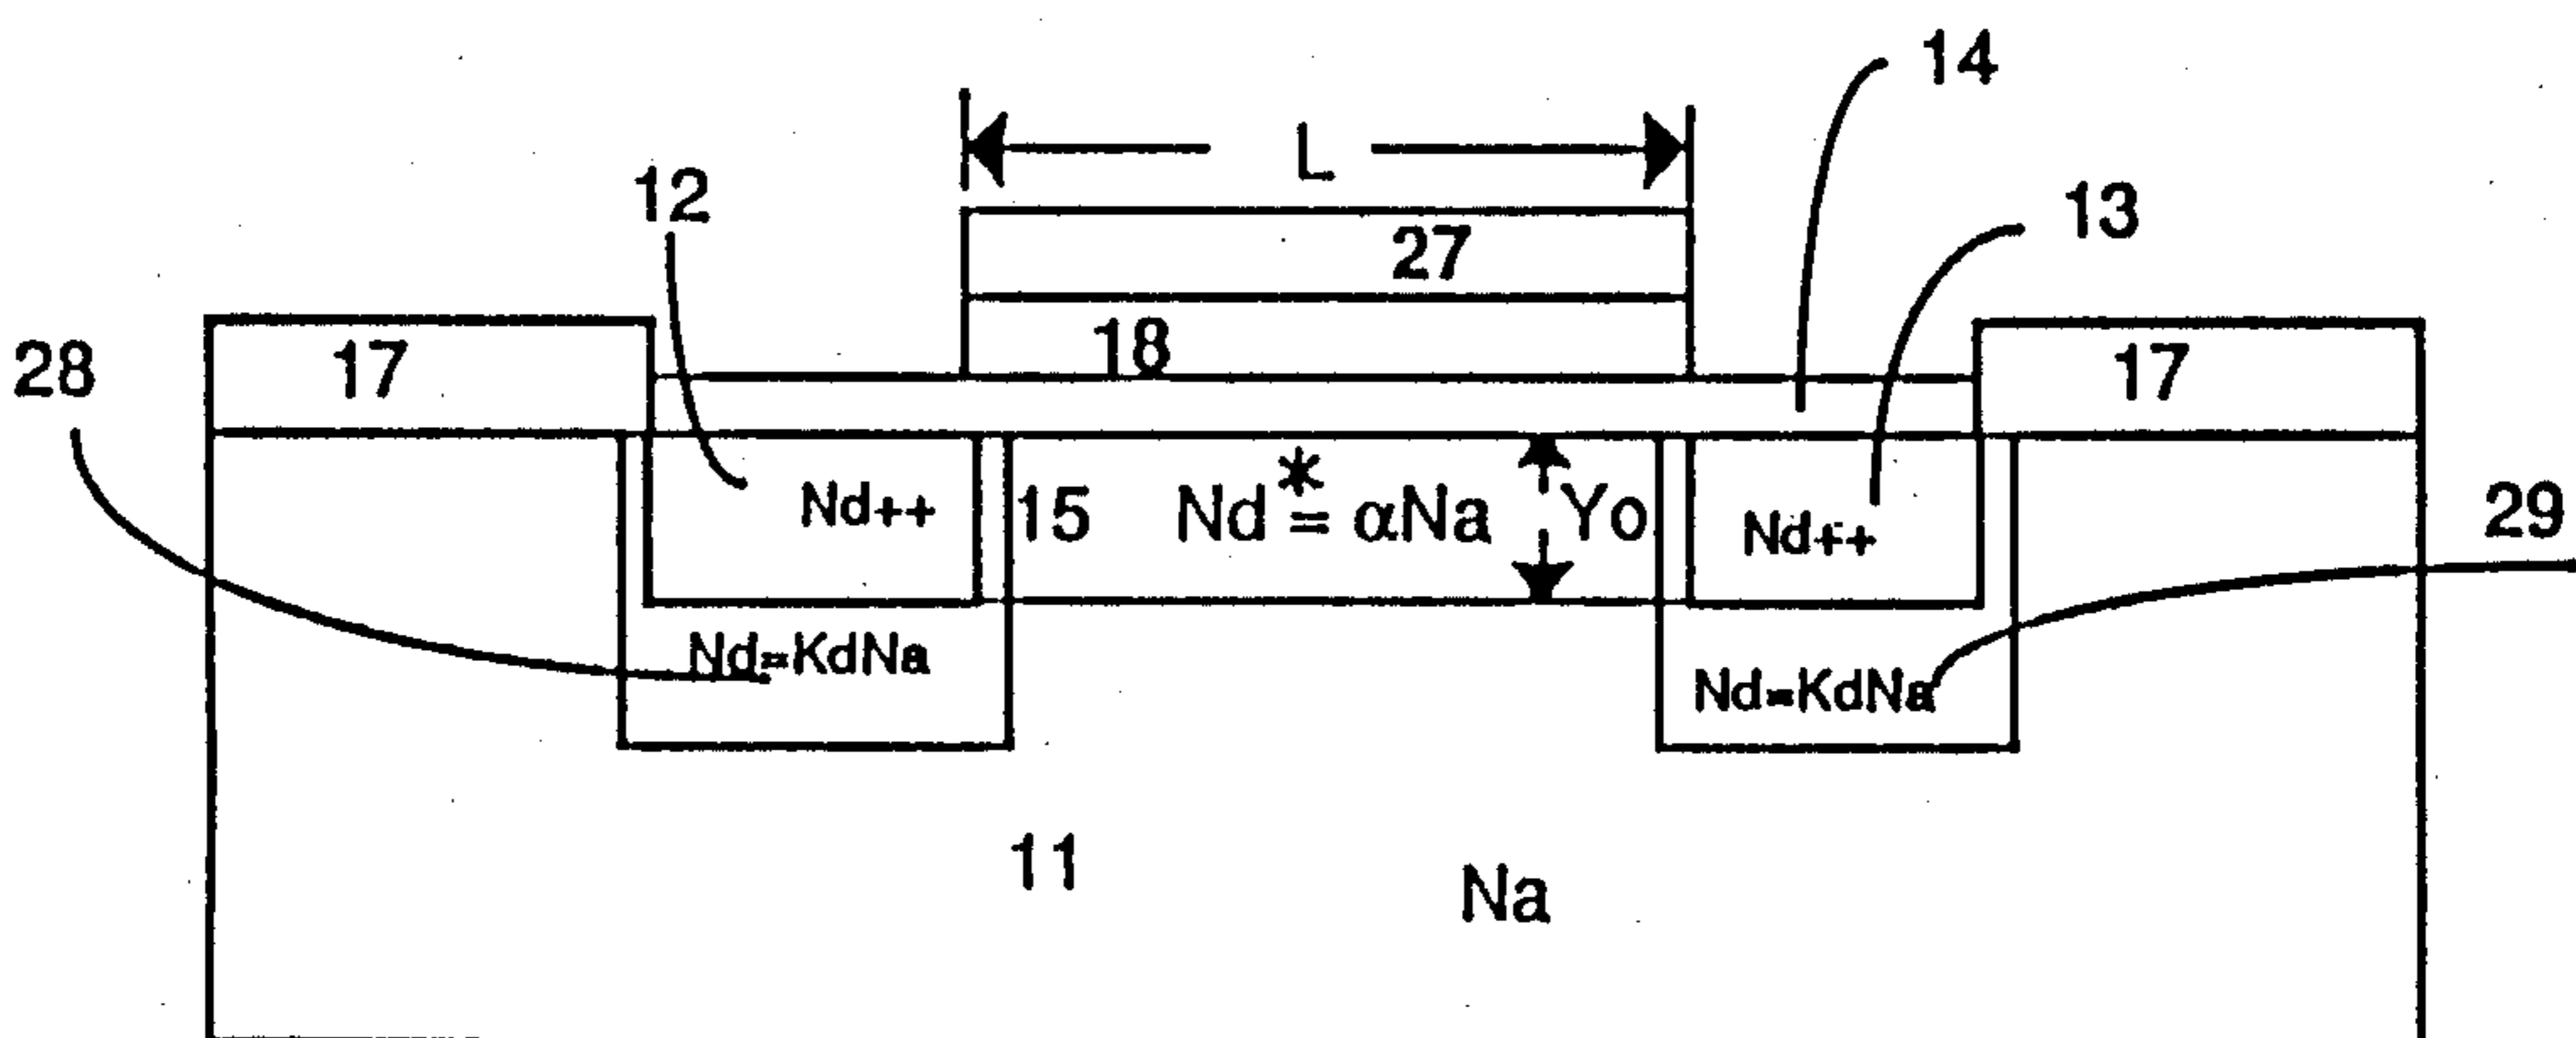 14
L
12
13
27
18
17
17
28
Nd++
15
Nd* = αNa
Yo
Nd++
29
Nd=KdNa
Nd=KdNa
11
Na